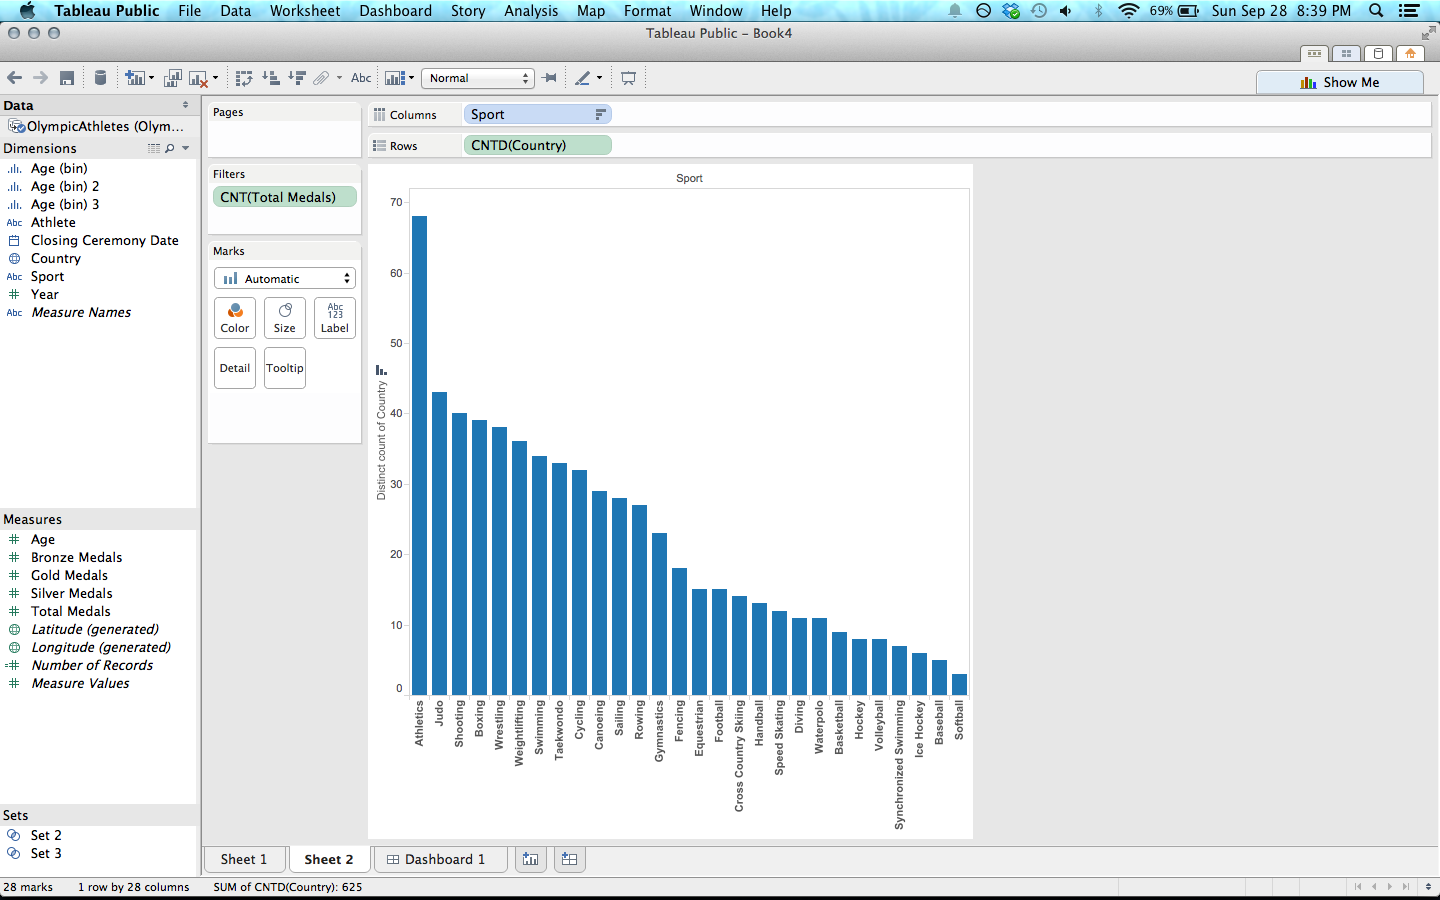 Tableau Public File Data Worksheet Dashboard Story Analysis Map Format Window Help 69% Sun Sep 28 8:39 PM
Tableau Public - Book4
Abc Normal Show Me
Data
OlympicAthletes (Olym...
Dimensions
Age (bin)
Age (bin) 2
Age (bin) 3
Abc Athlete
Closing Ceremony Date
Country
Abc Sport
# Year
Abc Measure Names
Measures
# Age
# Bronze Medals
# Gold Medals
# Silver Medals
# Total Medals
Latitude (generated)
Longitude (generated)
=# Number of Records
# Measure Values
Sets
Set 2
Set 3
Pages
Filters
CNT(Total Medals)
Marks
Automatic
Color
Size
Abc
123
Label
Detail
Tooltip
Columns Sport
Rows CNTD(Country)
Sport
Distinct count of Country
70
60
50
40
30
20
10
0
Athletics
Judo
Shooting
Boxing
Wrestling
Weightlifting
Swimming
Taekwondo
Cycling
Canoeing
Sailing
Rowing
Gymnastics
Fencing
Equestrian
Football
Cross Country Skiing
Handball
Speed Skating
Diving
Waterpolo
Basketball
Hockey
Volleyball
Synchronized Swimming
Ice Hockey
Baseball
Softball
Sheet 1 Sheet 2 Dashboard 1
28 marks 1 row by 28 columns SUM of CNTD(Country): 625